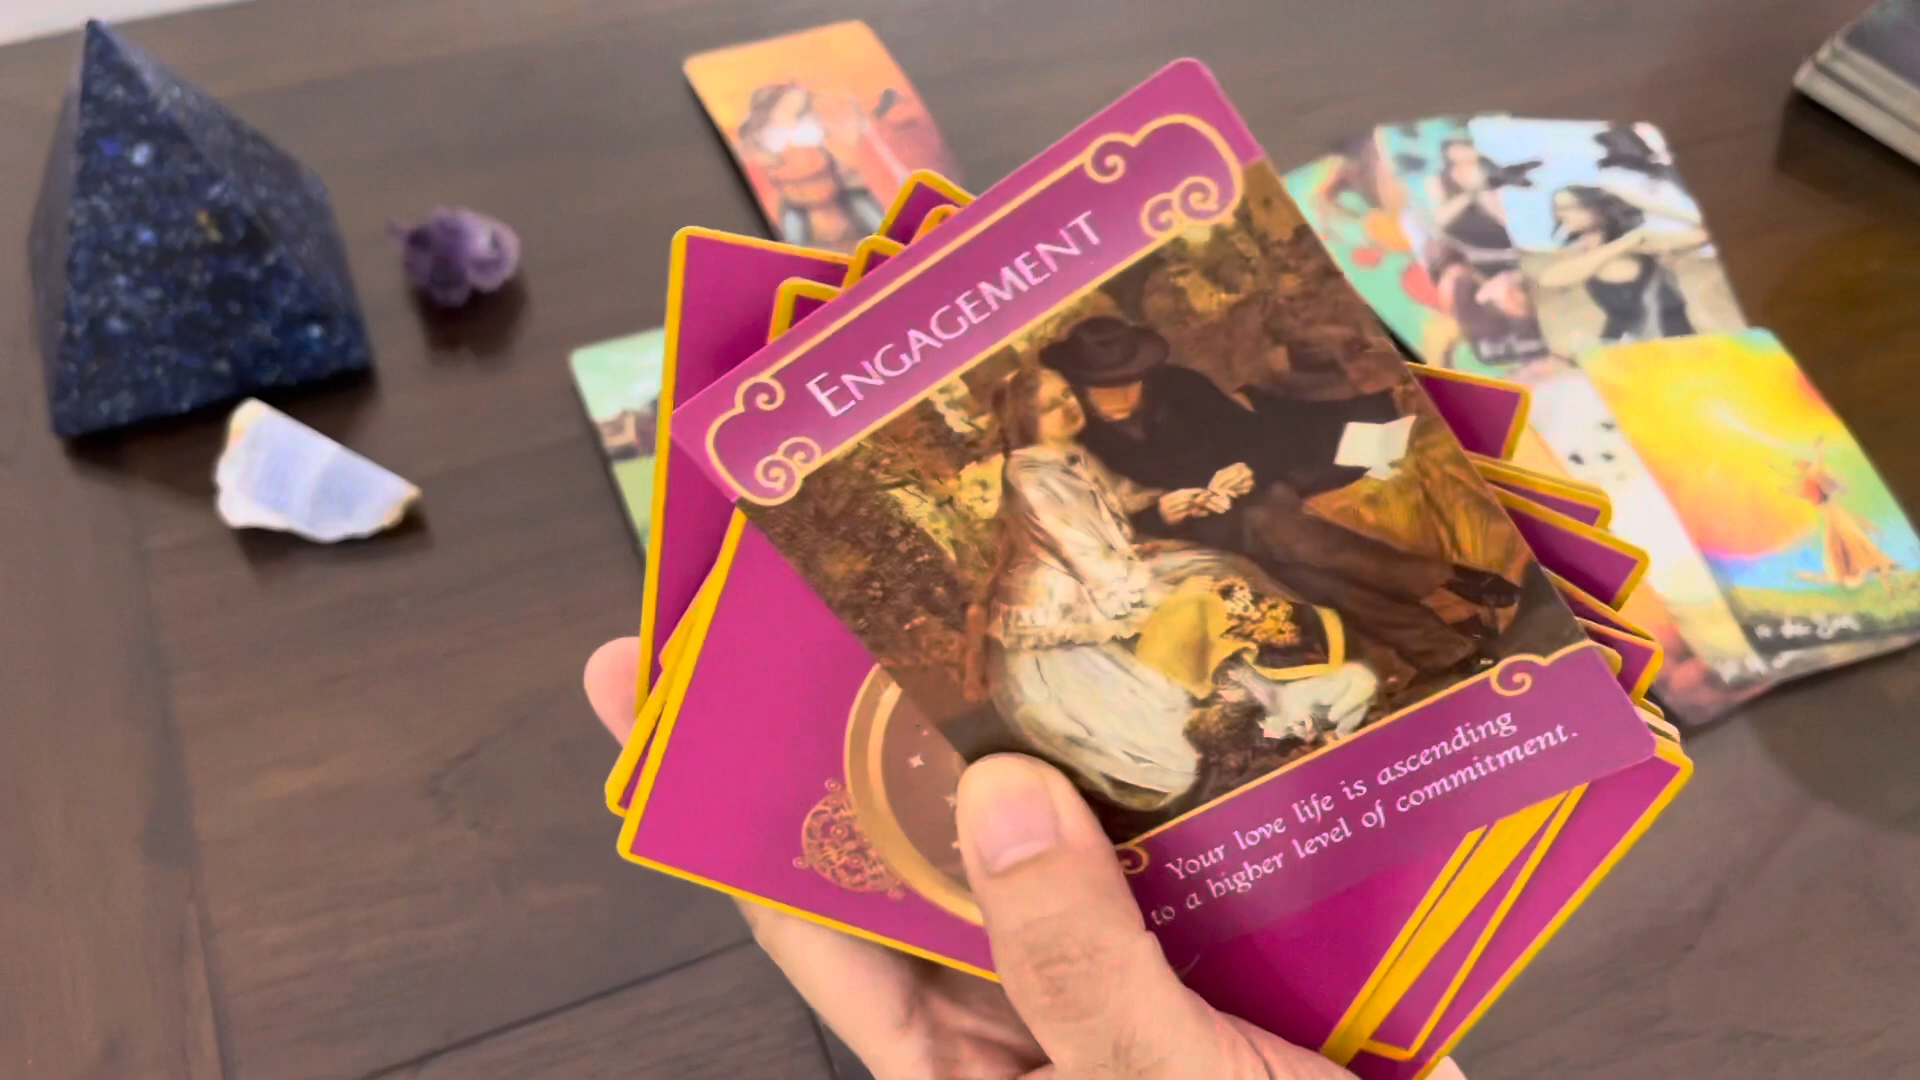 ENGAGEMENT
Your love life is ascending
to a higher level of commitment.